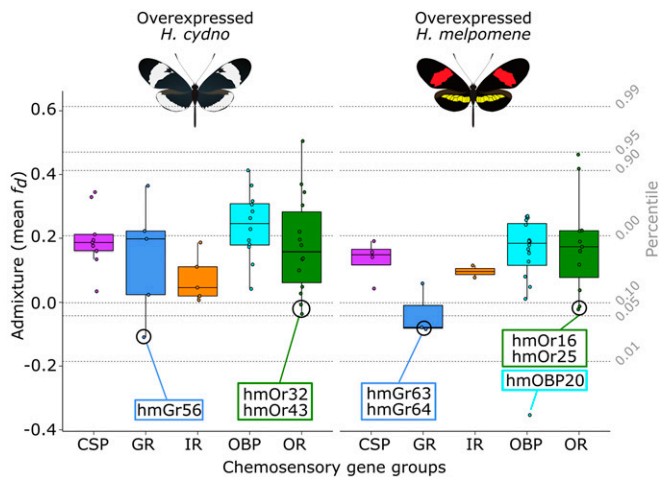 Overexpressed
H. cydno
Overexpressed
H. melpomene
Admixture (mean fd)
0.6
0.4
0.2
0.0
-0.2
-0.4
0.99
0.95
0.90
0.00
0.10
0.05
0.01
Percentile
hmGr56
hmOr32
hmOr43
hmGr63
hmGr64
hmOr16
hmOr25
hmOBP20
CSP GR IR OBP OR
CSP GR IR OBP OR
Chemosensory gene groups